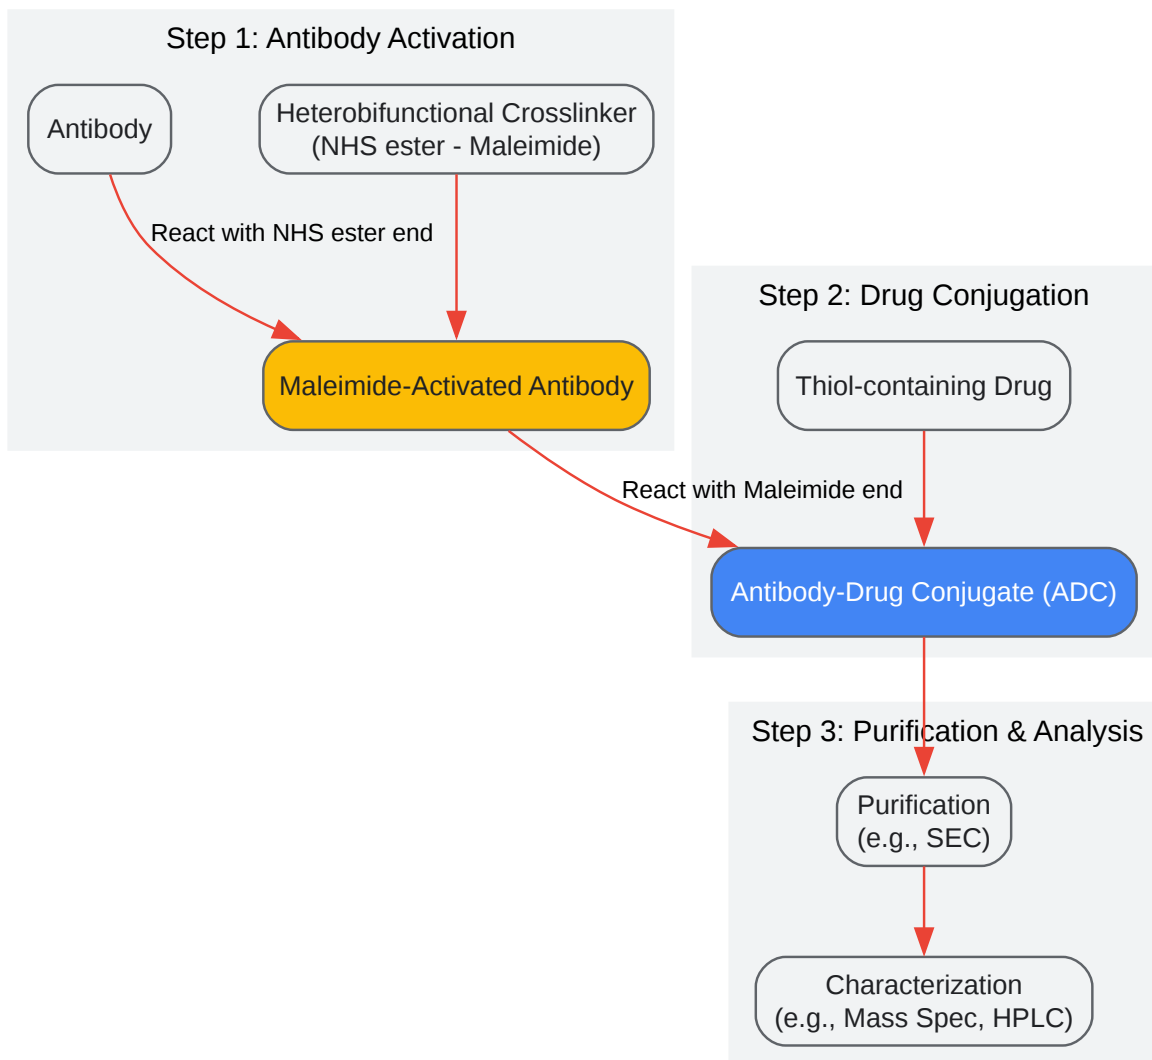 Step 1: Antibody Activation
Antibody
Heterobifunctional Crosslinker
(NHS ester - Maleimide)
React with NHS ester end
Maleimide-Activated Antibody
Step 2: Drug Conjugation
Thiol-containing Drug
React with Maleimide end
Antibody-Drug Conjugate (ADC)
Step 3: Purification & Analysis
Purification
(e.g., SEC)
Characterization
(e.g., Mass Spec, HPLC)